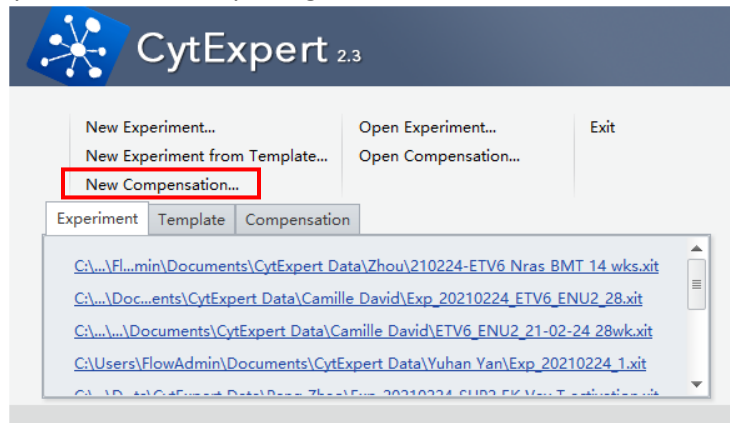 CytExpert 2.3
New Experiment... Open Experiment... Exit
New Experiment from Template... Open Compensation...
New Compensation...
Experiment Template Compensation
C:\...\Fl...min\Documents\CytExpert Data\Zhou\210224-ETV6 Nras BMT 14 wks.xit
C:\...\Doc...ents\CytExpert Data\Camille David\Exp_20210224_ETV6_ENU2_28.xit
C:\...\...\Documents\CytExpert Data\Camille David\ETV6_ENU2_21-02-24 28wk.xit
C:\Users\FlowAdmin\Documents\CytExpert Data\Yuhan Yan\Exp_20210224_1.xit